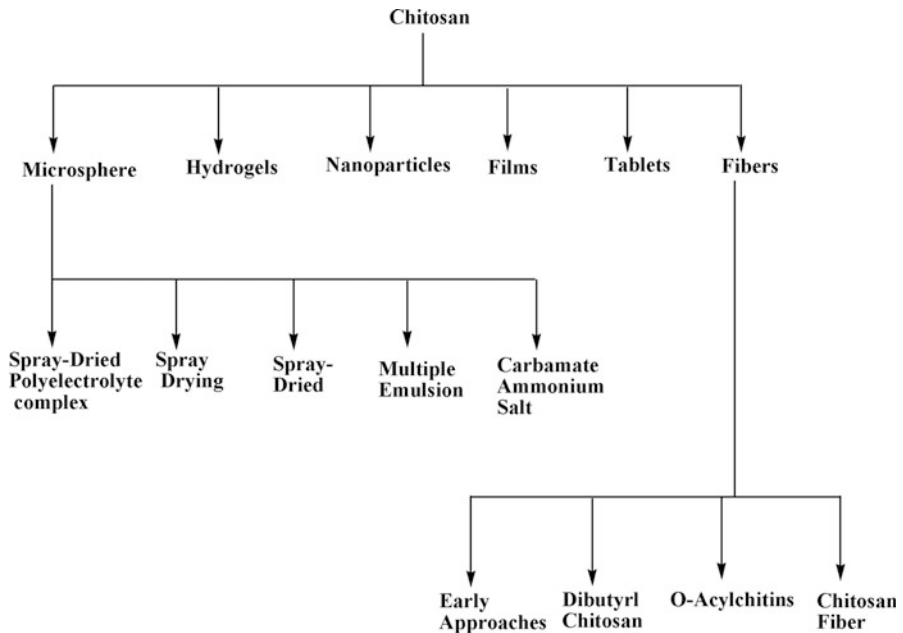 Chitosan
Microsphere
Hydrogels
Nanoparticles
Films
Tablets
Fibers
Spray-Dried
Polyelectrolyte
complex
Spray
Drying
Spray-
Dried
Multiple
Emulsion
Carbamate
Ammonium
Salt
Early
Approaches
Dibutyrl
Chitosan
O-Acylchitins
Chitosan
Fiber